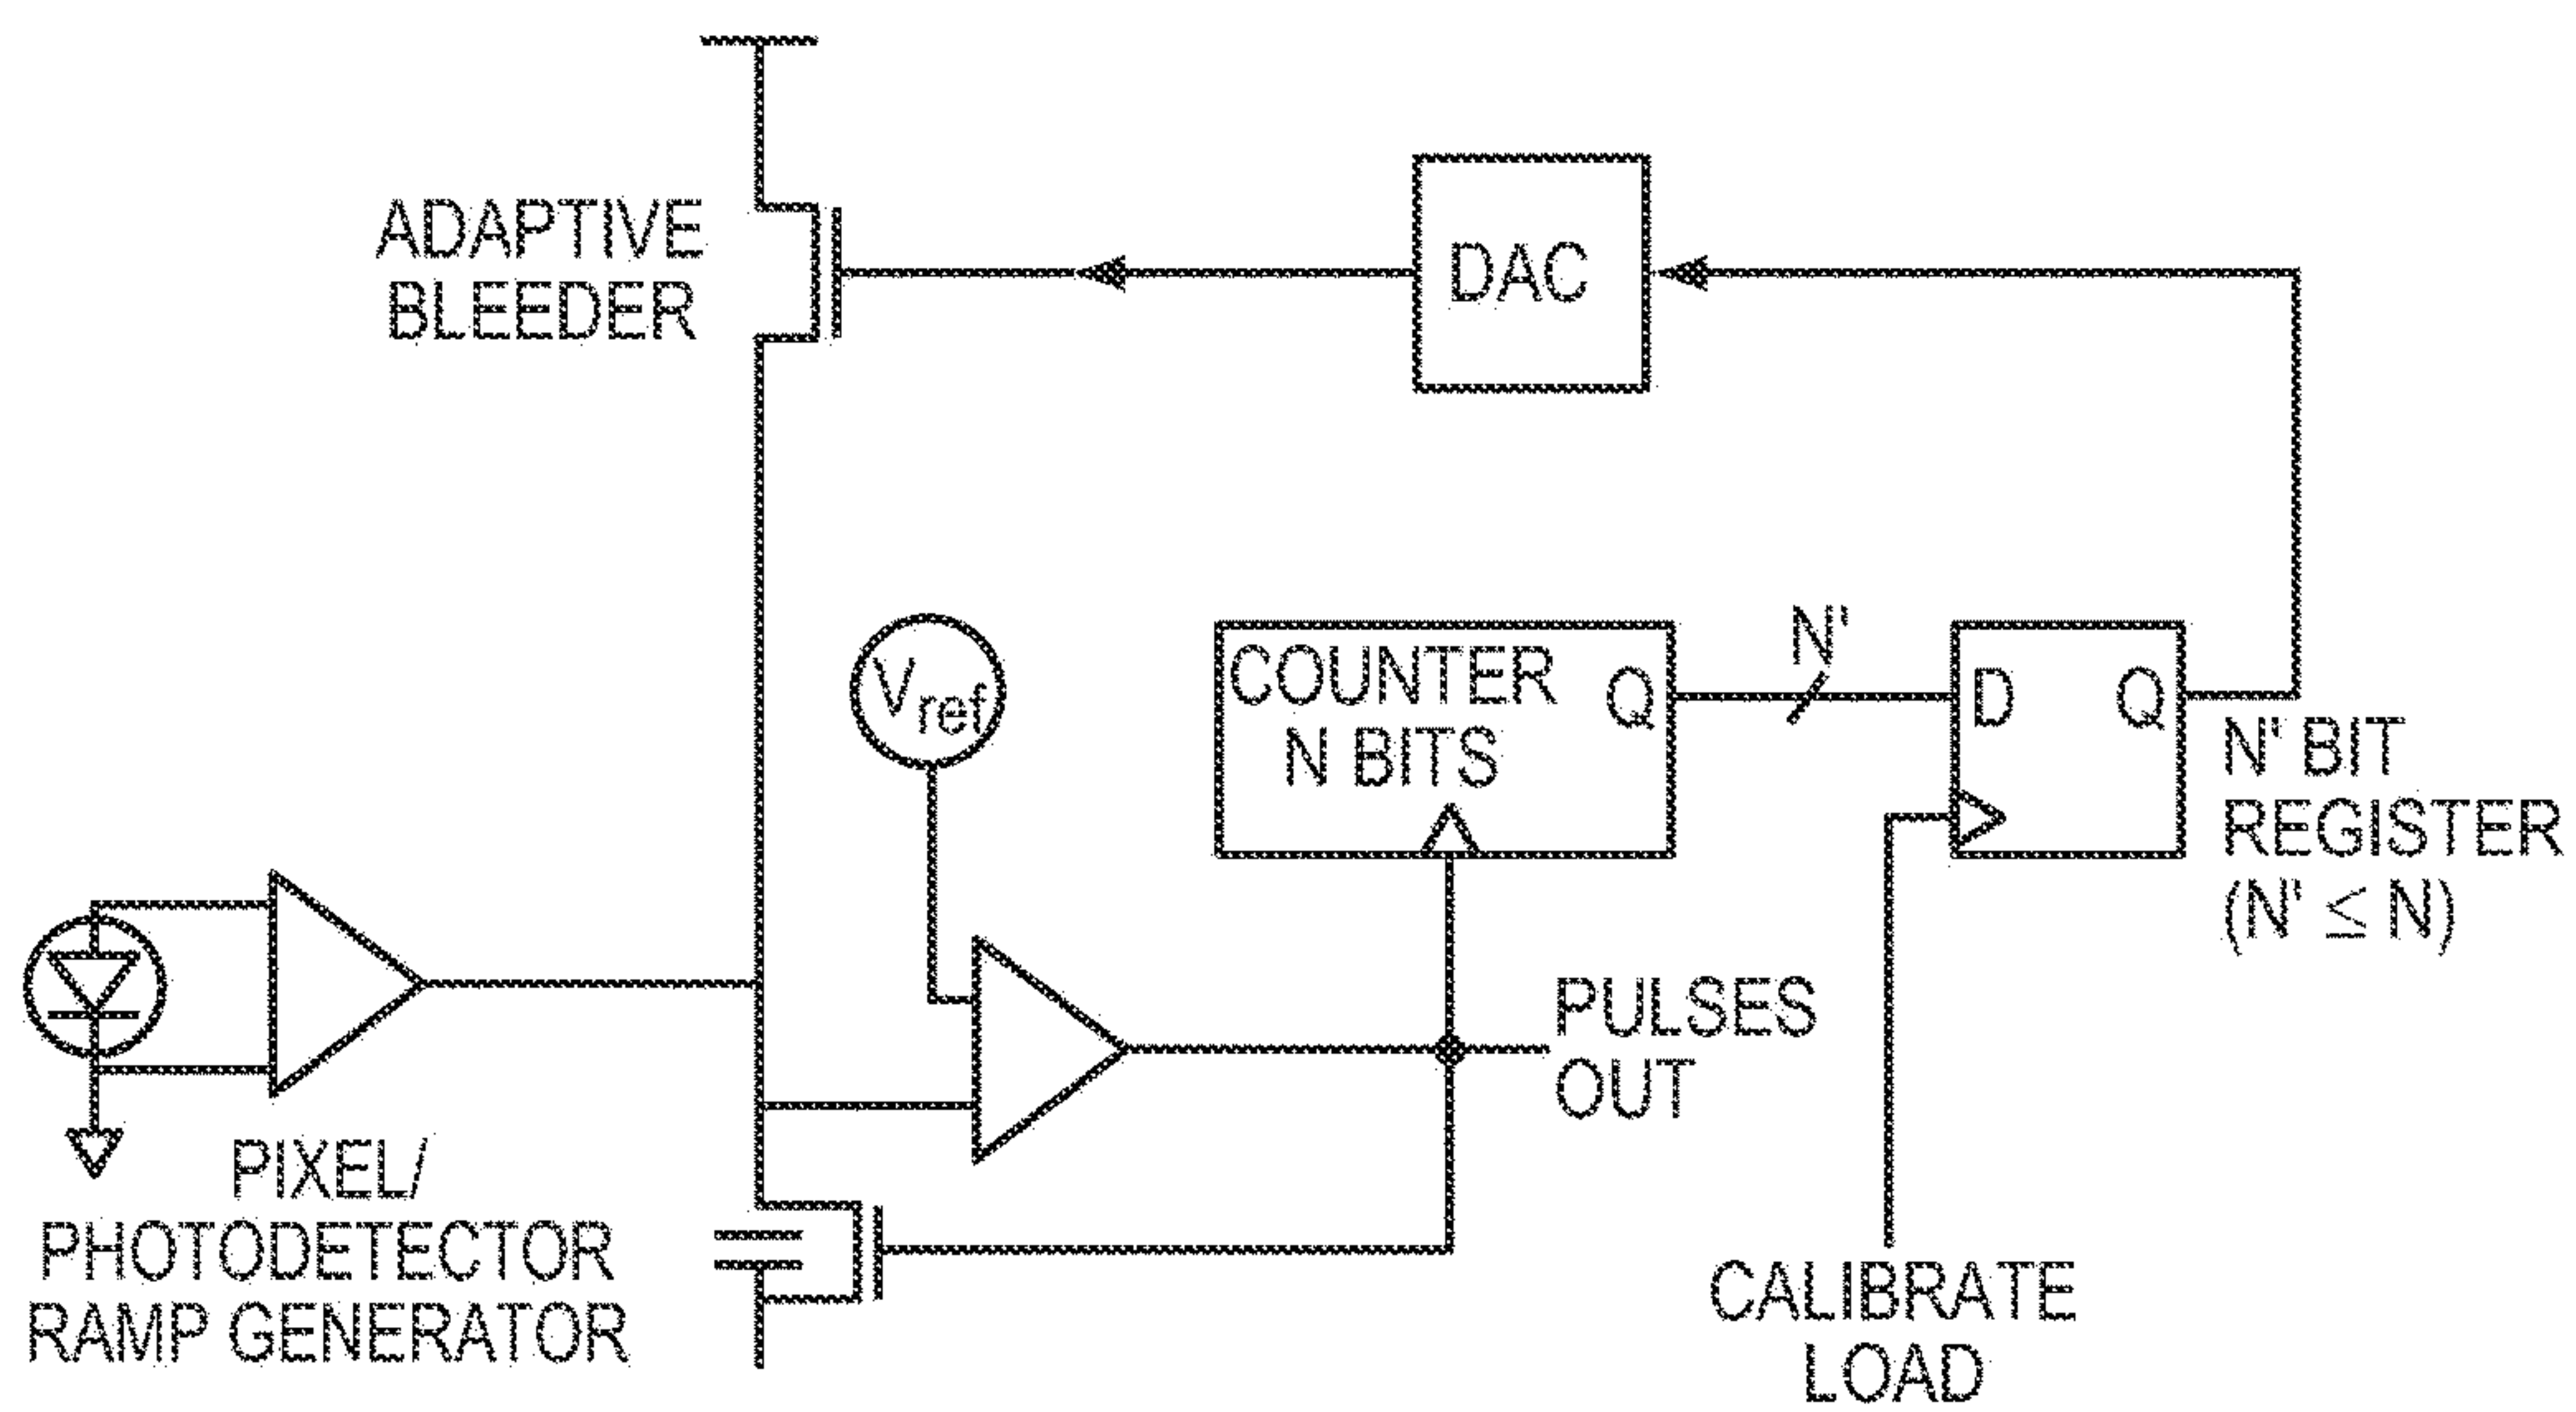 ADAPTIVE
BLEEDER
DAC
Vref
COUNTER
N BITS
Q
N'
D
Q
N' BIT
REGISTER
(N' ≤ N)
PULSES
OUT
PIXEL/
PHOTODETECTOR
RAMP GENERATOR
CALIBRATE
LOAD